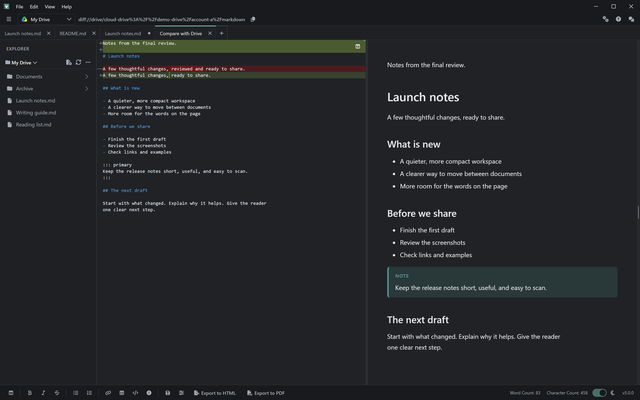 File Edit View Help
My Drive
diff://drive/cloud-drive%3A%2F%2Fdemo-drive%2Faccount-a%2Fmarkdown
Launch notes.md
README.md
Launch notes.md
Compare with Drive
EXPLORER
My Drive
Documents
Archive
Launch notes.md
Writing guide.md
Reading list.md
+Notes from the final review.
+
# Launch notes
-A few thoughtful changes, reviewed and ready to share.
+A few thoughtful changes, ready to share.
## What is new
- A quieter, more compact workspace
- A clearer way to move between documents
- More room for the words on the page
## Before we share
- Finish the first draft
- Review the screenshots
- Check links and examples
::: primary
Keep the release notes short, useful, and easy to scan.
:::
## The next draft
Start with what changed. Explain why it helps. Give the reader
one clear next step.
Notes from the final review.
Launch notes
A few thoughtful changes, ready to share.
What is new
• A quieter, more compact workspace
• A clearer way to move between documents
• More room for the words on the page
Before we share
• Finish the first draft
• Review the screenshots
• Check links and examples
NOTE
Keep the release notes short, useful, and easy to scan.
The next draft
Start with what changed. Explain why it helps. Give the reader
one clear next step.
Export to HTML
Export to PDF
Word Count: 83
Character Count: 458
v5.0.0